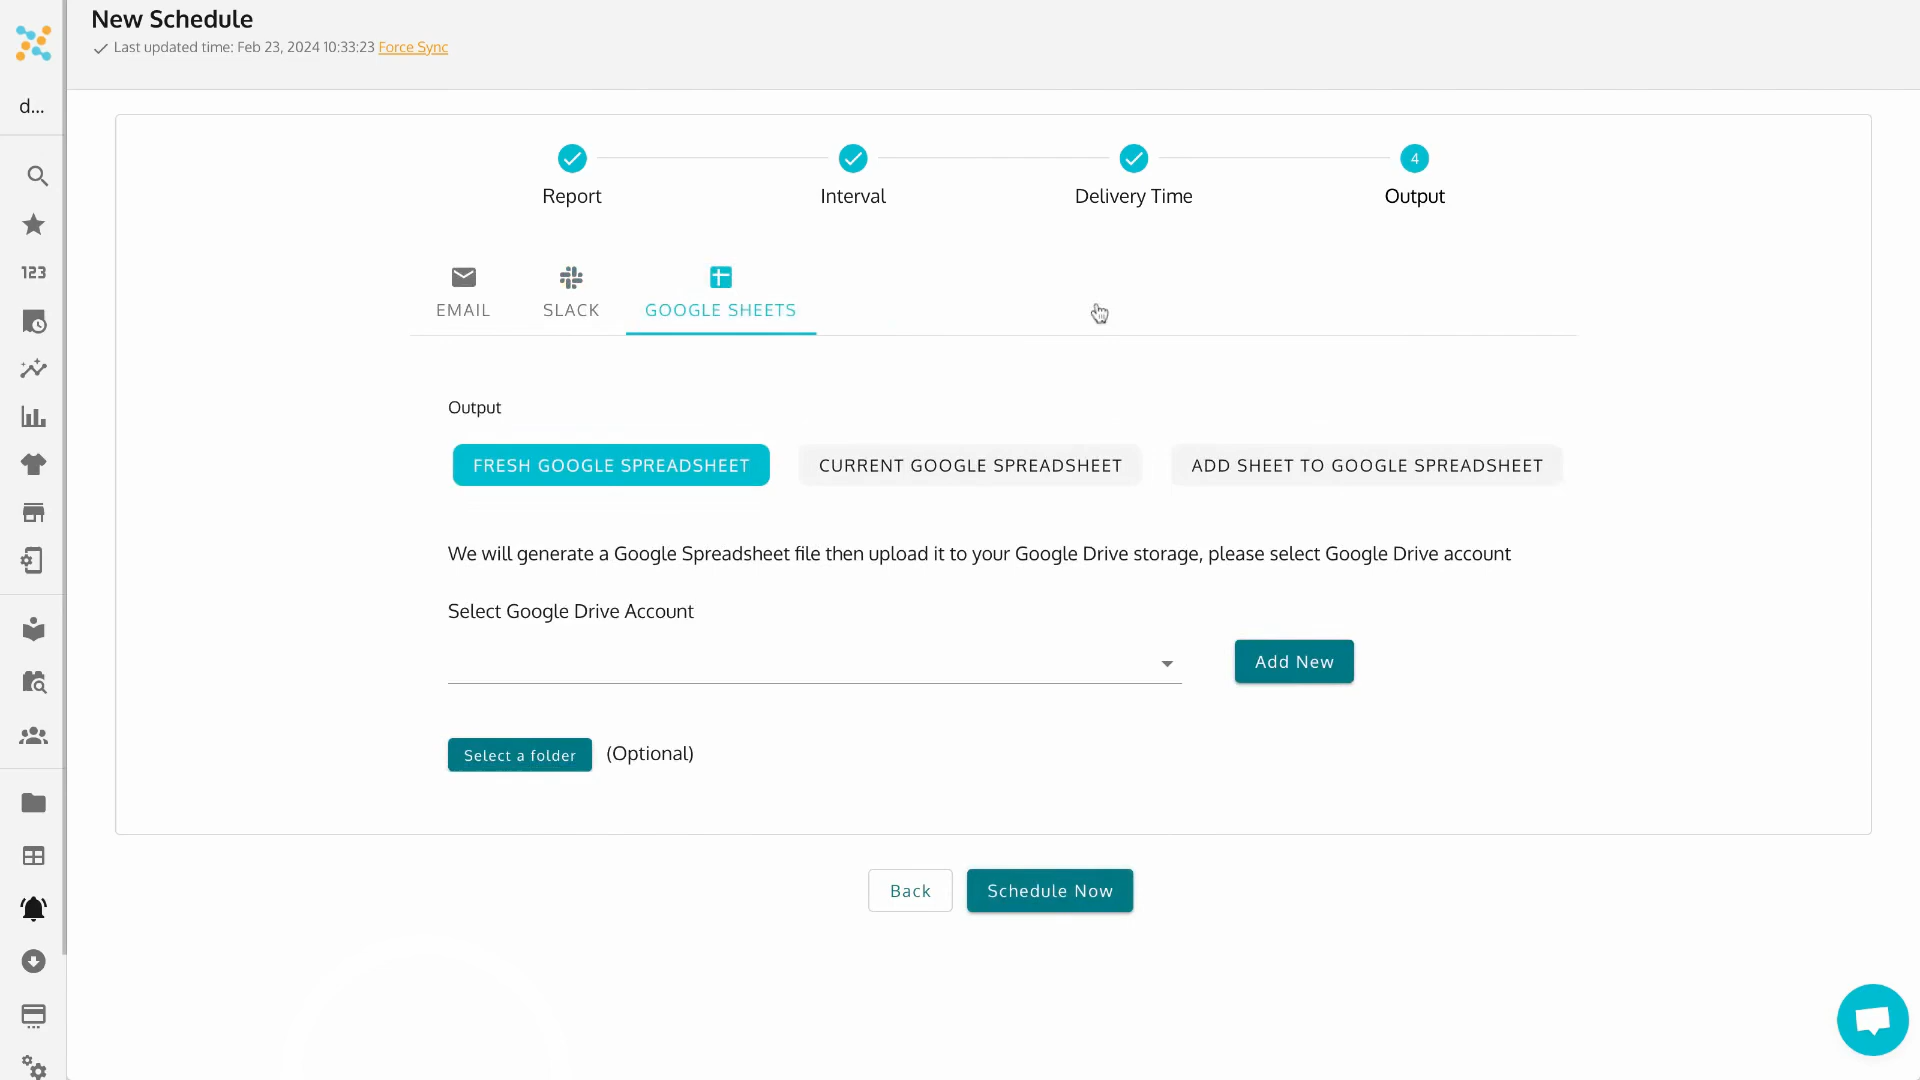 New Schedule
Last updated time: Feb 23, 2024 10:33:23 Force Sync
d...
123
4
Report
Interval
Delivery Time
Output
EMAIL
SLACK
GOOGLE SHEETS
Output
FRESH GOOGLE SPREADSHEET
CURRENT GOOGLE SPREADSHEET
ADD SHEET TO GOOGLE SPREADSHEET
We will generate a Google Spreadsheet file then upload it to your Google Drive storage, please select Google Drive account
Select Google Drive Account
Add New
Select a folder (Optional)
Back
Schedule Now